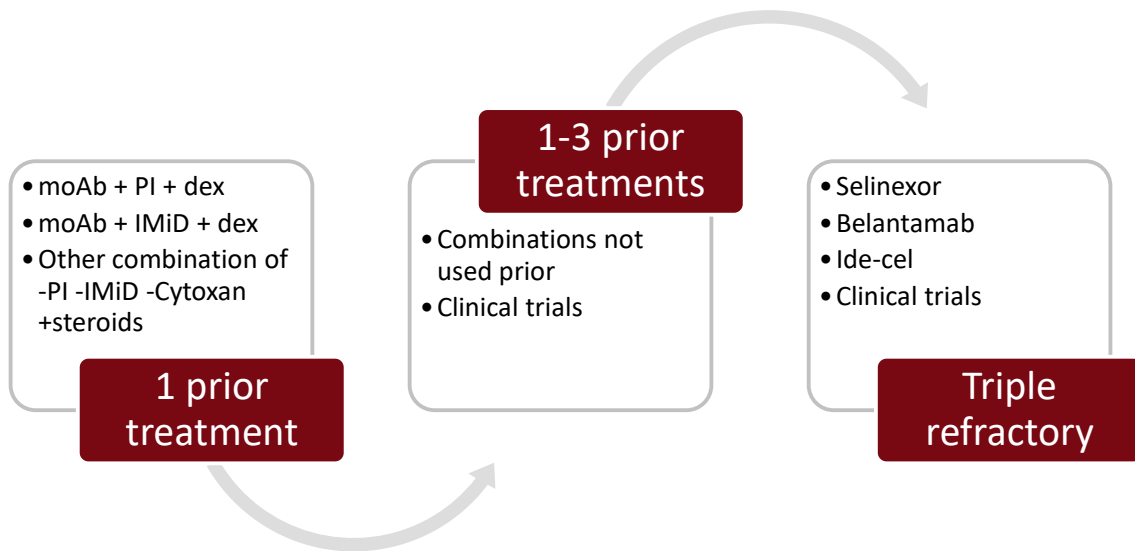 • moAb + PI + dex
• moAb + IMiD + dex
• Other combination of
-PI -IMiD -Cytoxan
+steroids
1 prior
treatment
1-3 prior
treatments
• Combinations not
used prior
• Clinical trials
• Selinexor
• Belantamab
• Ide-cel
• Clinical trials
Triple
refractory